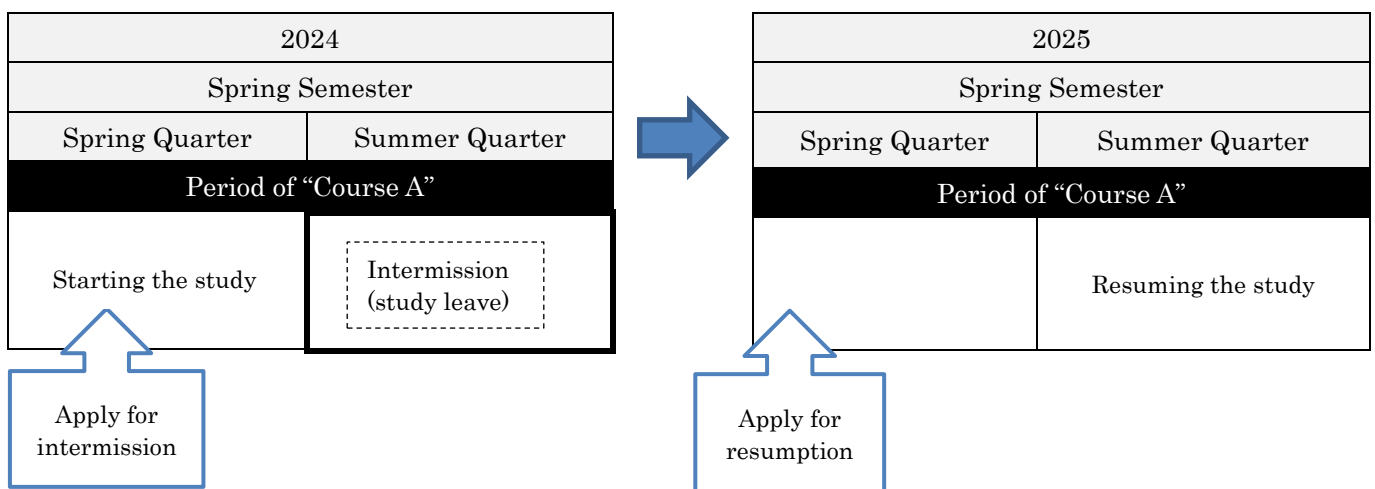 2024
Spring Semester
Spring Quarter
Summer Quarter
Period of “Course A”
Starting the study
Intermission
(study leave)
Apply for
intermission
2025
Spring Semester
Spring Quarter
Summer Quarter
Period of “Course A”
Resuming the study
Apply for
resumption